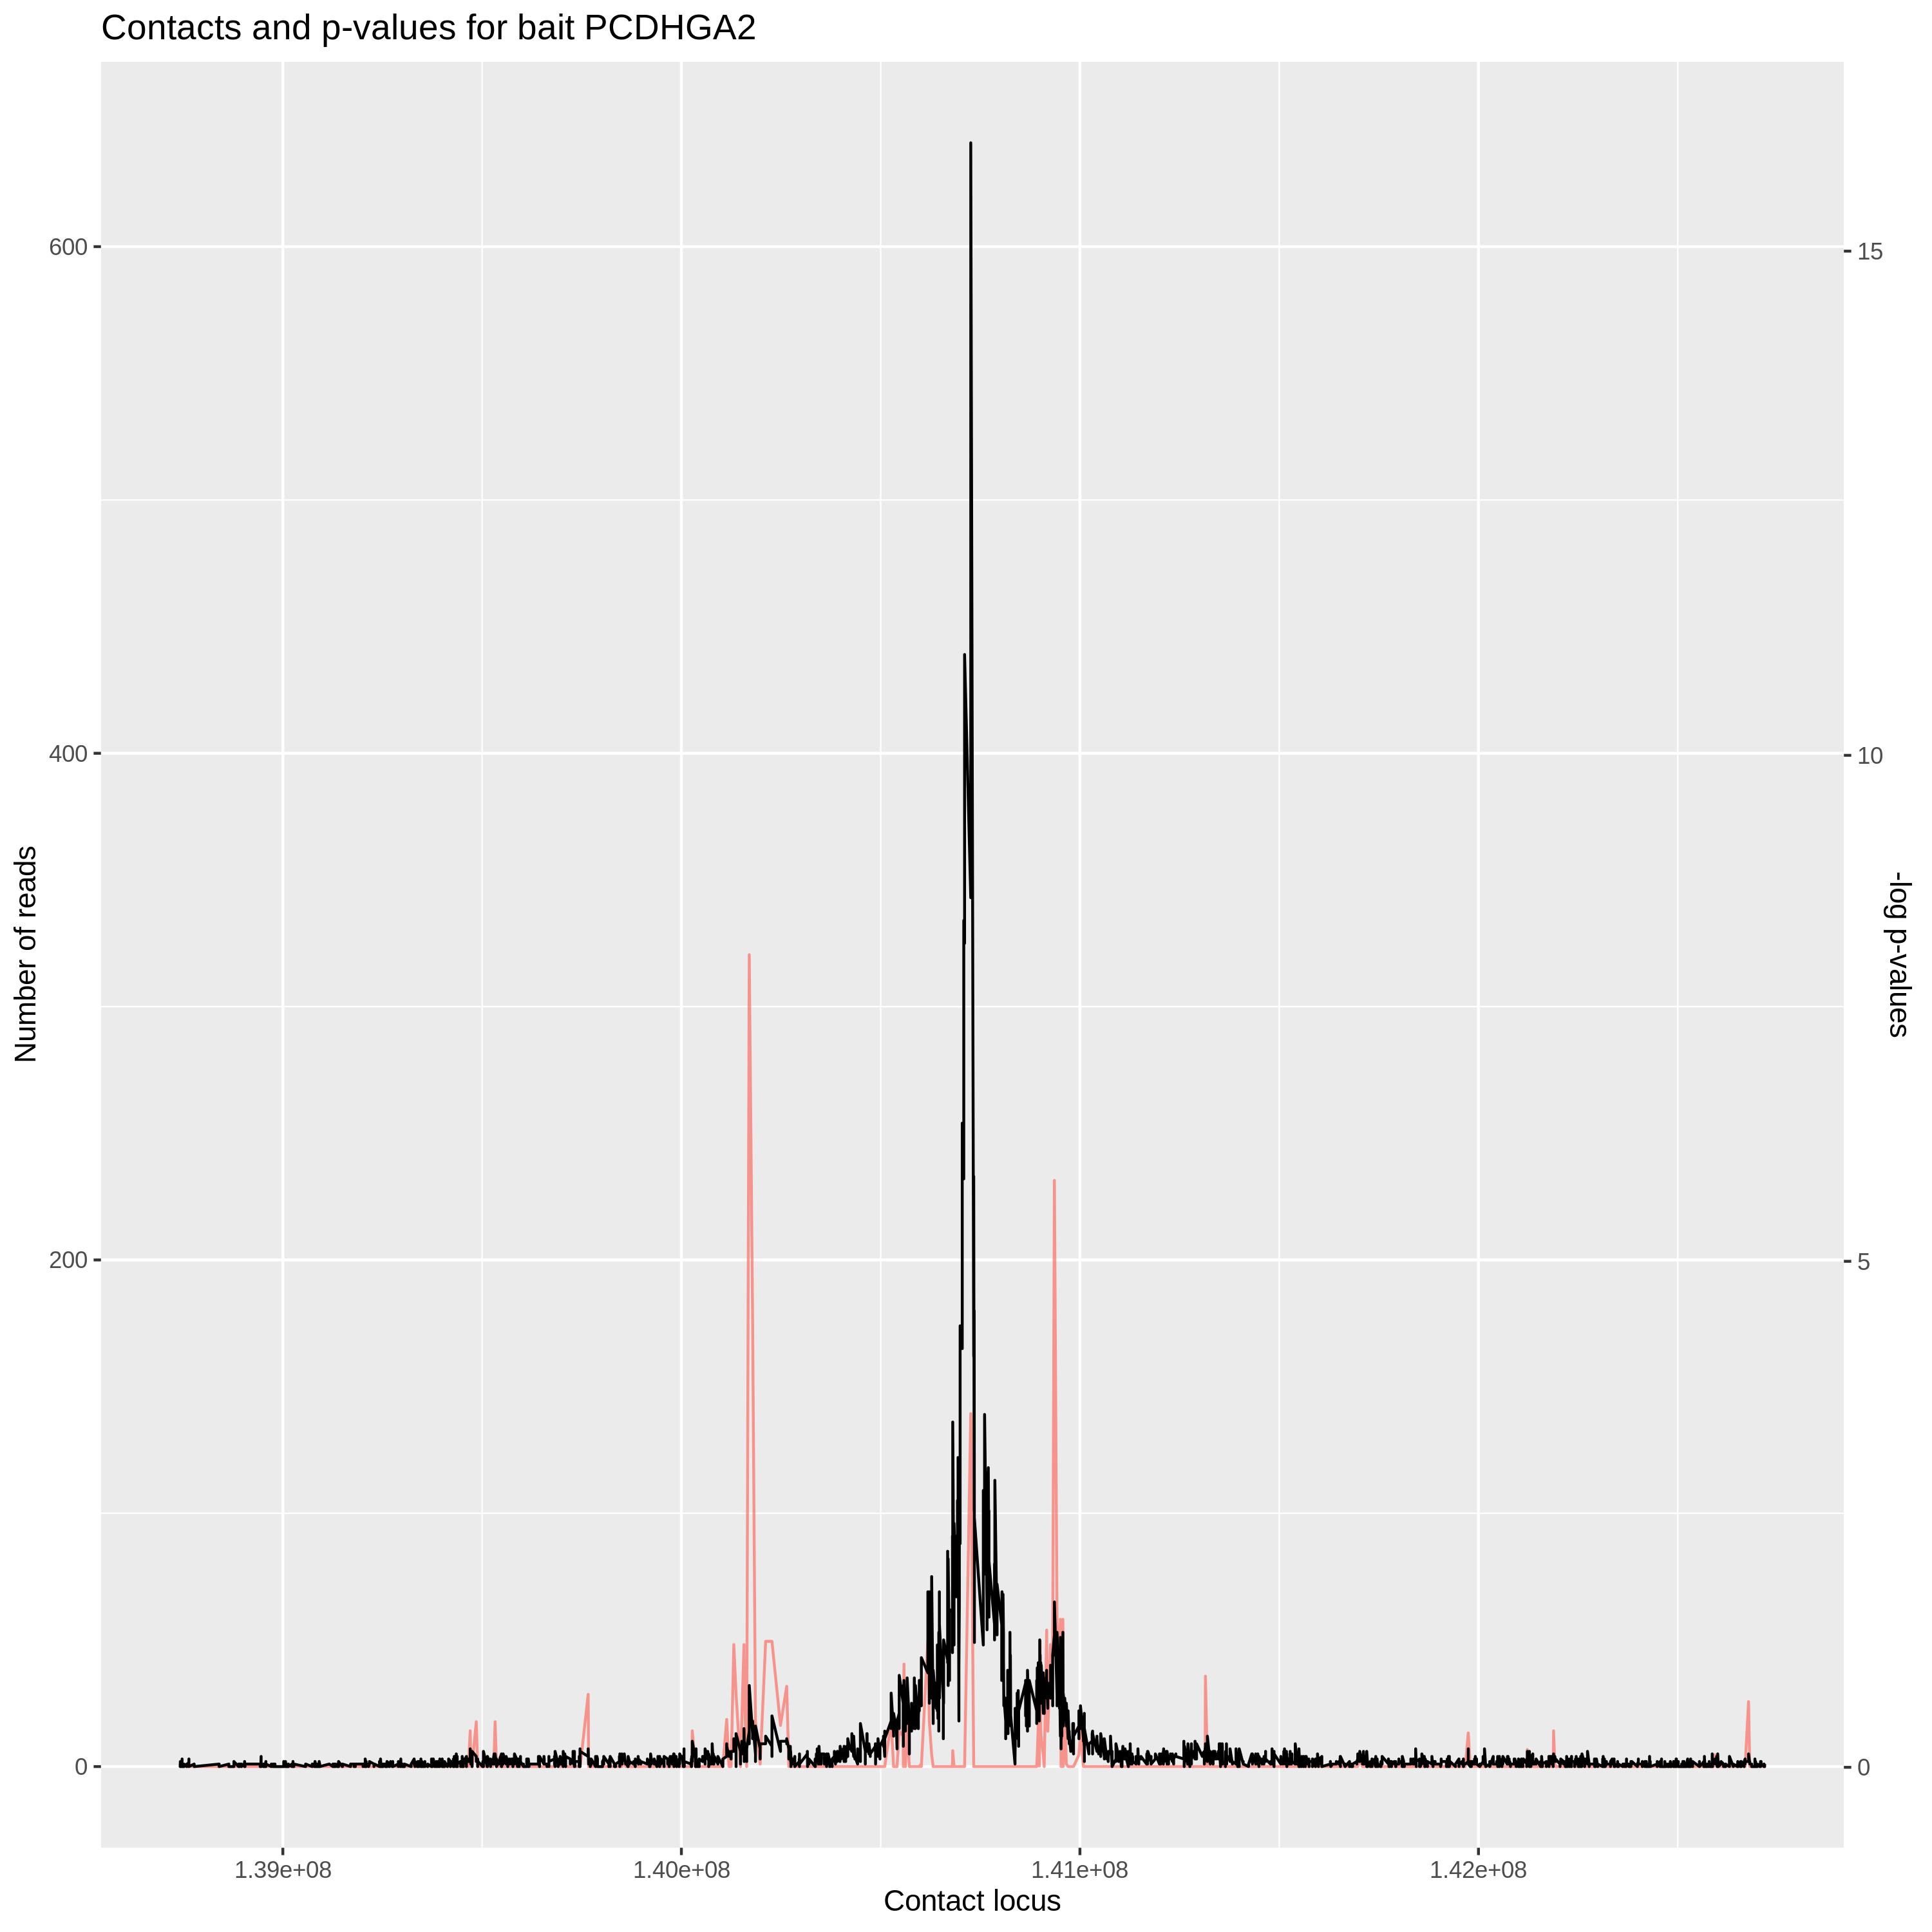 Contacts and p-values for bait PCDHGA2
600
400
200
0
15
10
5
0
Number of reads
-log p-values
1.39e+08
1.40e+08
1.41e+08
1.42e+08
Contact locus